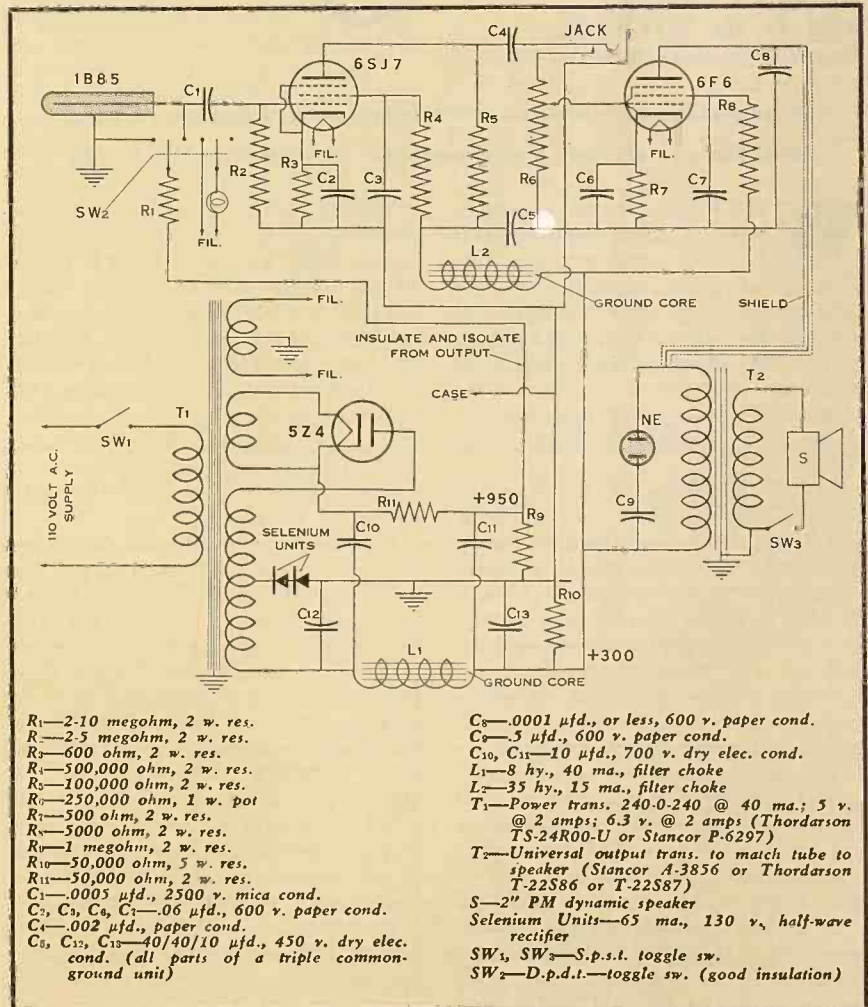 JACK
1B85
C1
6SJ7
C4
6F6
C8
R4
R5
R8
FIL.
FIL.
R2
R3
C2
C3
R6
C6
R7
C7
SW2
R1
C5
FIL.
L2
GROUND CORE
SHIELD
FIL.
INSULATE AND ISOLATE
FROM OUTPUT
FIL.
CASE
T1
T2
SW1
5Z4
NE
S
110 VOLT A.C.
SUPPLY
R11
+950
C10
C11
R9
C9
SW3
SELENIUM
UNITS
R10
C12
C13
L1
+300
GROUND CORE
R1—2-10 megohm, 2 w. res.
R2—2-5 megohm, 2 w. res.
R3—600 ohm, 2 w. res.
R4—500,000 ohm, 2 w. res.
R5—100,000 ohm, 2 w. res.
R6—250,000 ohm, 1 w. pot
R7—500 ohm, 2 w. res.
R8—5000 ohm, 2 w. res.
R9—1 megohm, 2 w. res.
R10—50,000 ohm, 5 w. res.
R11—50,000 ohm, 2 w. res.
C1—.0005 µfd., 2500 v. mica cond.
C2, C3, C6, C7—.06 µfd., 600 v. paper cond.
C4—.002 µfd., paper cond.
C5, C12, C13—40/40/10 µfd., 450 v. dry elec.
cond. (all parts of a triple common-
ground unit)
C8—.0001 µfd., or less, 600 v. paper cond.
C9—.5 µfd., 600 v. paper cond.
C10, C11—10 µfd., 700 v. dry elec. cond.
L1—8 hy., 40 ma., filter choke
L2—35 hy., 15 ma., filter choke
T1—Power trans. 240-0-240 @ 40 ma.; 5 v.
@ 2 amps; 6.3 v. @ 2 amps (Thordarson
TS-24R00-U or Stancor P-6297)
T2—Universal output trans. to match tube to
speaker (Stancor A-3856 or Thordarson
T-22S86 or T-22S87)
S—2" PM dynamic speaker
Selenium Units—65 ma., 130 v., half-wave
rectifier
SW1, SW3—S.p.s.t. toggle sw.
SW2—D.p.d.t.—toggle sw. (good insulation)